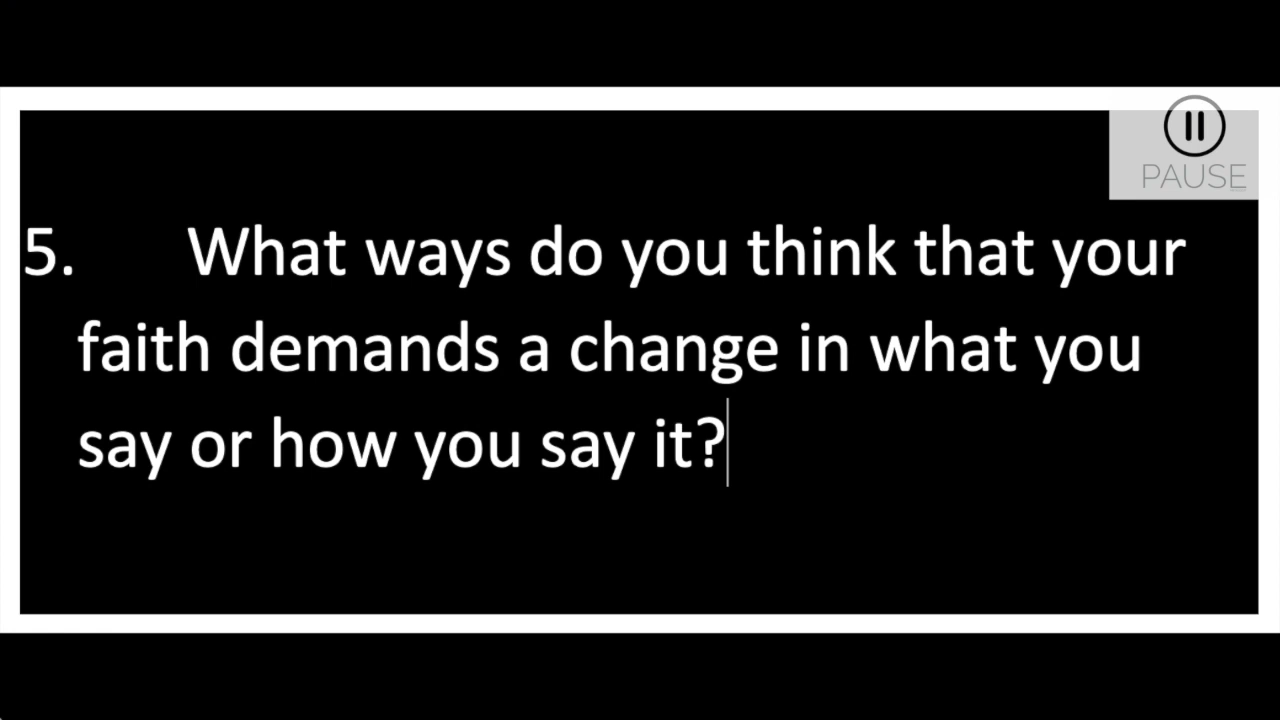 PAUSE
5. What ways do you think that your
faith demands a change in what you
say or how you say it?